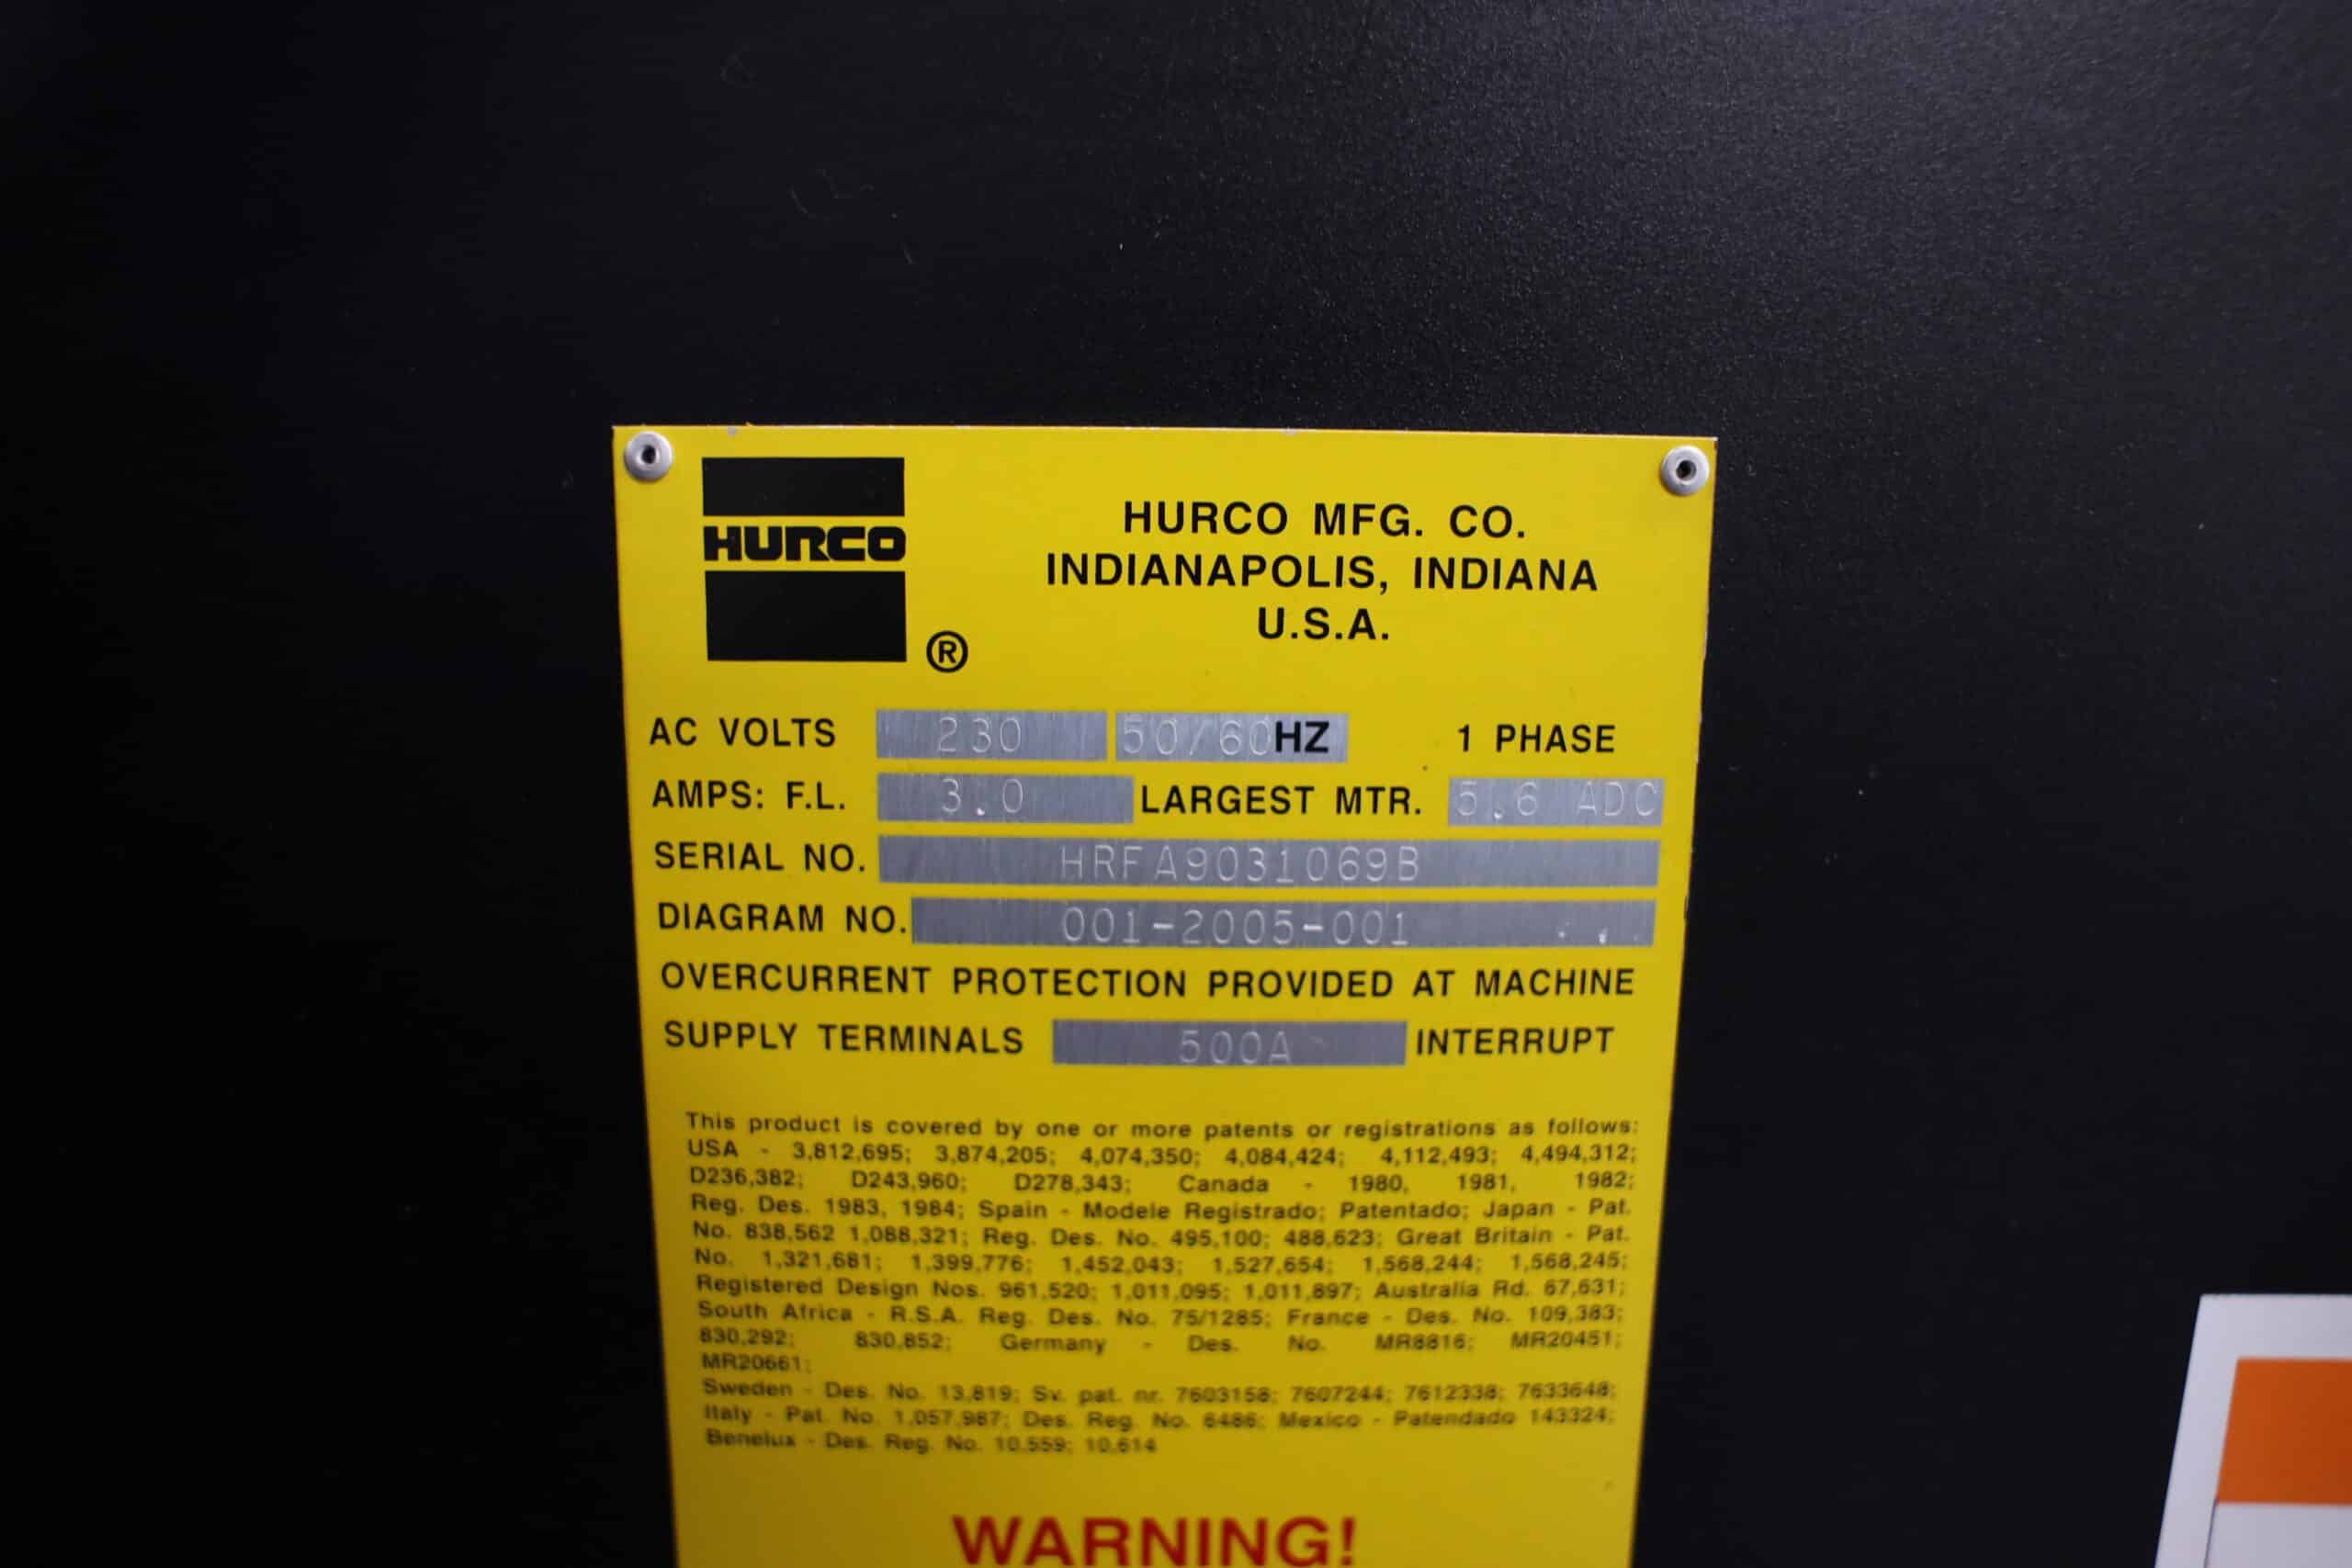 HURCO
®
HURCO MFG. CO.
INDIANAPOLIS, INDIANA
U.S.A.
AC VOLTS 230 50/60HZ 1 PHASE
AMPS: F.L. 3.0 LARGEST MTR. 5.6 ADC
SERIAL NO. HRFA9031069B
DIAGRAM NO. 001-2005-001
OVERCURRENT PROTECTION PROVIDED AT MACHINE
SUPPLY TERMINALS 500A INTERRUPT
This product is covered by one or more patents or registrations as follows:
USA - 3,812,695; 3,874,205; 4,074,350; 4,084,424; 4,112,493; 4,494,312;
D236,382; D243,960; D278,343; Canada - 1980, 1981, 1982;
Reg. Des. 1983, 1984; Spain - Modele Registrado; Patentado; Japan - Pat.
No. 838,562 1,088,321; Reg. Des. No. 495,100; 488,623; Great Britain - Pat.
No. 1,321,681; 1,399,776; 1,452,043; 1,527,654; 1,568,244; 1,568,245;
Registered Design Nos. 961,520; 1,011,095; 1,011,897; Australia Rd. 67,631;
South Africa - R.S.A. Reg. Des. No. 75/1285; France - Des. No. 109,383;
830,292; 830,852; Germany - Des. No. MR8816; MR20451;
MR20661;
Sweden - Des. No. 13,819; Sv. pat. nr. 7603158; 7607244; 7612338; 7633648;
Italy - Pat. No. 1,057,987; Des. Reg. No. 6486; Mexico - Patendado 143324;
Benelux - Des. Reg. No. 10,559; 10,614
WARNING!